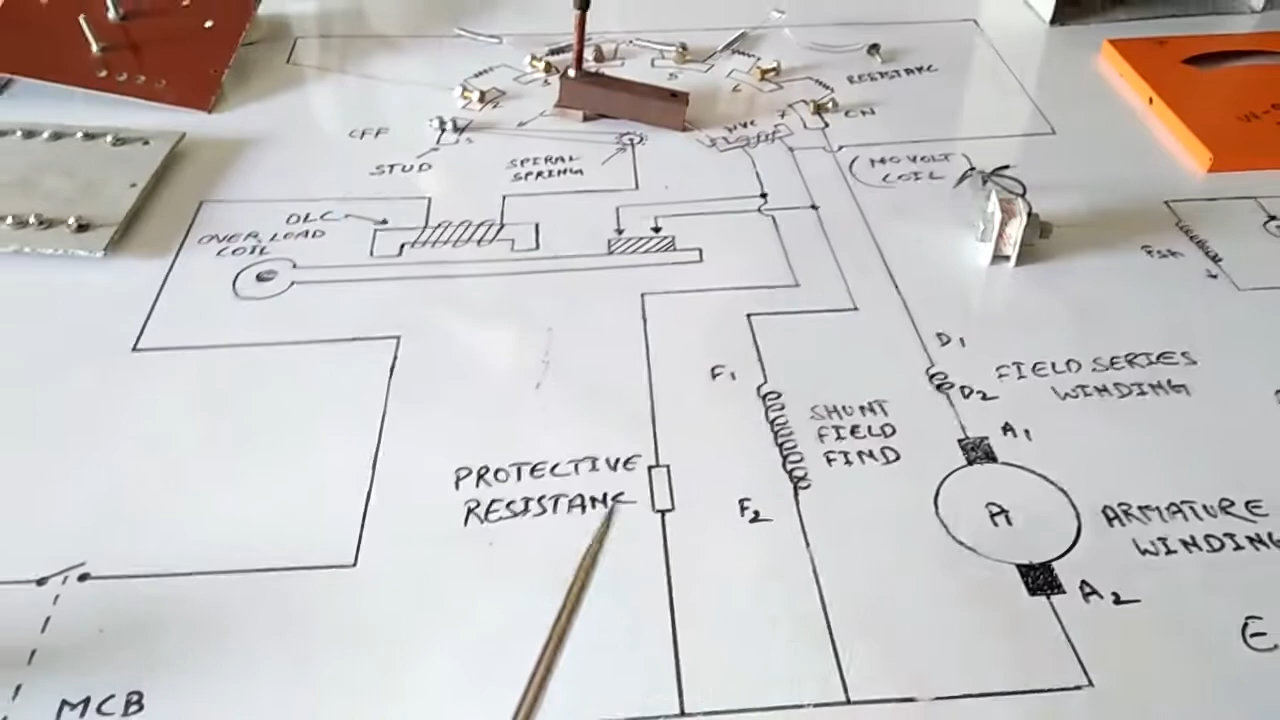 RESISTANC
OFF
STUD
SPIRAL
SPRING
NVC
ON
(NO VOLT
COIL)
OLC
OVER LOAD
COIL
D1
D2
FIELD SERIES
WINDING
F1
F2
SHUNT
FIELD
FIND
PROTECTIVE
RESISTANC
A1
A
ARMATURE
WINDING
A2
E
MCB